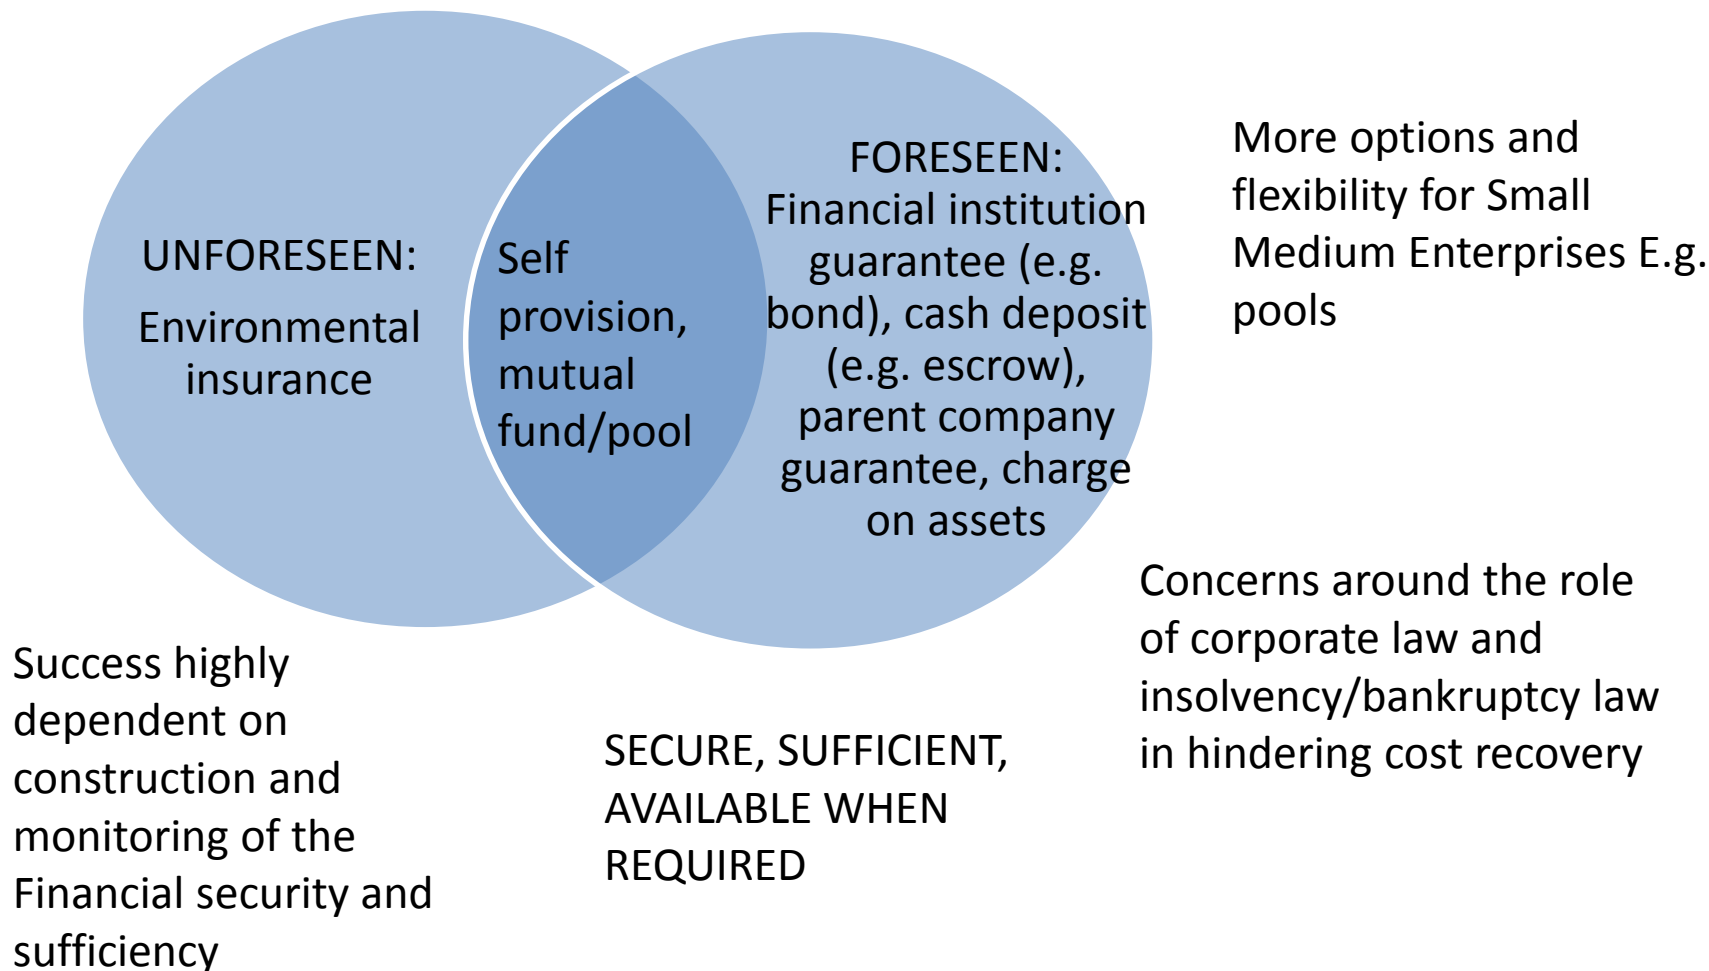 UNFORESEEN:
Environmental
insurance
Self
provision,
mutual
fund/pool
FORESEEN:
Financial institution
guarantee (e.g.
bond), cash deposit
(e.g. escrow),
parent company
guarantee, charge
on assets
More options and
flexibility for Small
Medium Enterprises E.g.
pools
Concerns around the role
of corporate law and
insolvency/bankruptcy law
in hindering cost recovery
Success highly
dependent on
construction and
monitoring of the
Financial security and
sufficiency
SECURE, SUFFICIENT,
AVAILABLE WHEN
REQUIRED